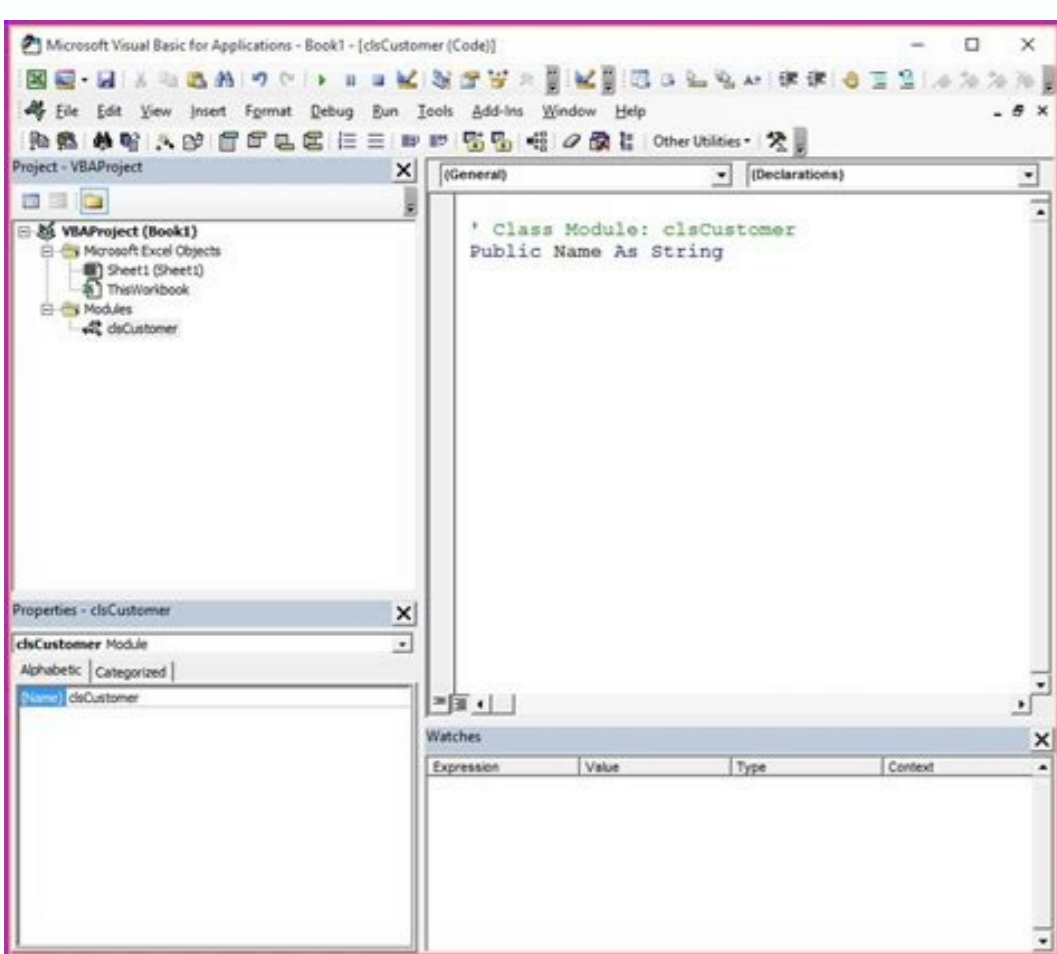 Microsoft Visual Basic for Applications - Book1 - [clsCustomer (Code)]
File Edit View Insert Format Debug Run Tools Add-Ins Window Help
Other Utilities
Project - VBAProject
VBAProject (Book1)
Microsoft Excel Objects
Sheet1 (Sheet1)
ThisWorkbook
Modules
clsCustomer
Properties - clsCustomer
clsCustomer Module
Alphabetic Categorized
(Name) clsCustomer
(General) (Declarations)
' Class Module: clsCustomer
Public Name As String
Watches
Expression Value Type Context